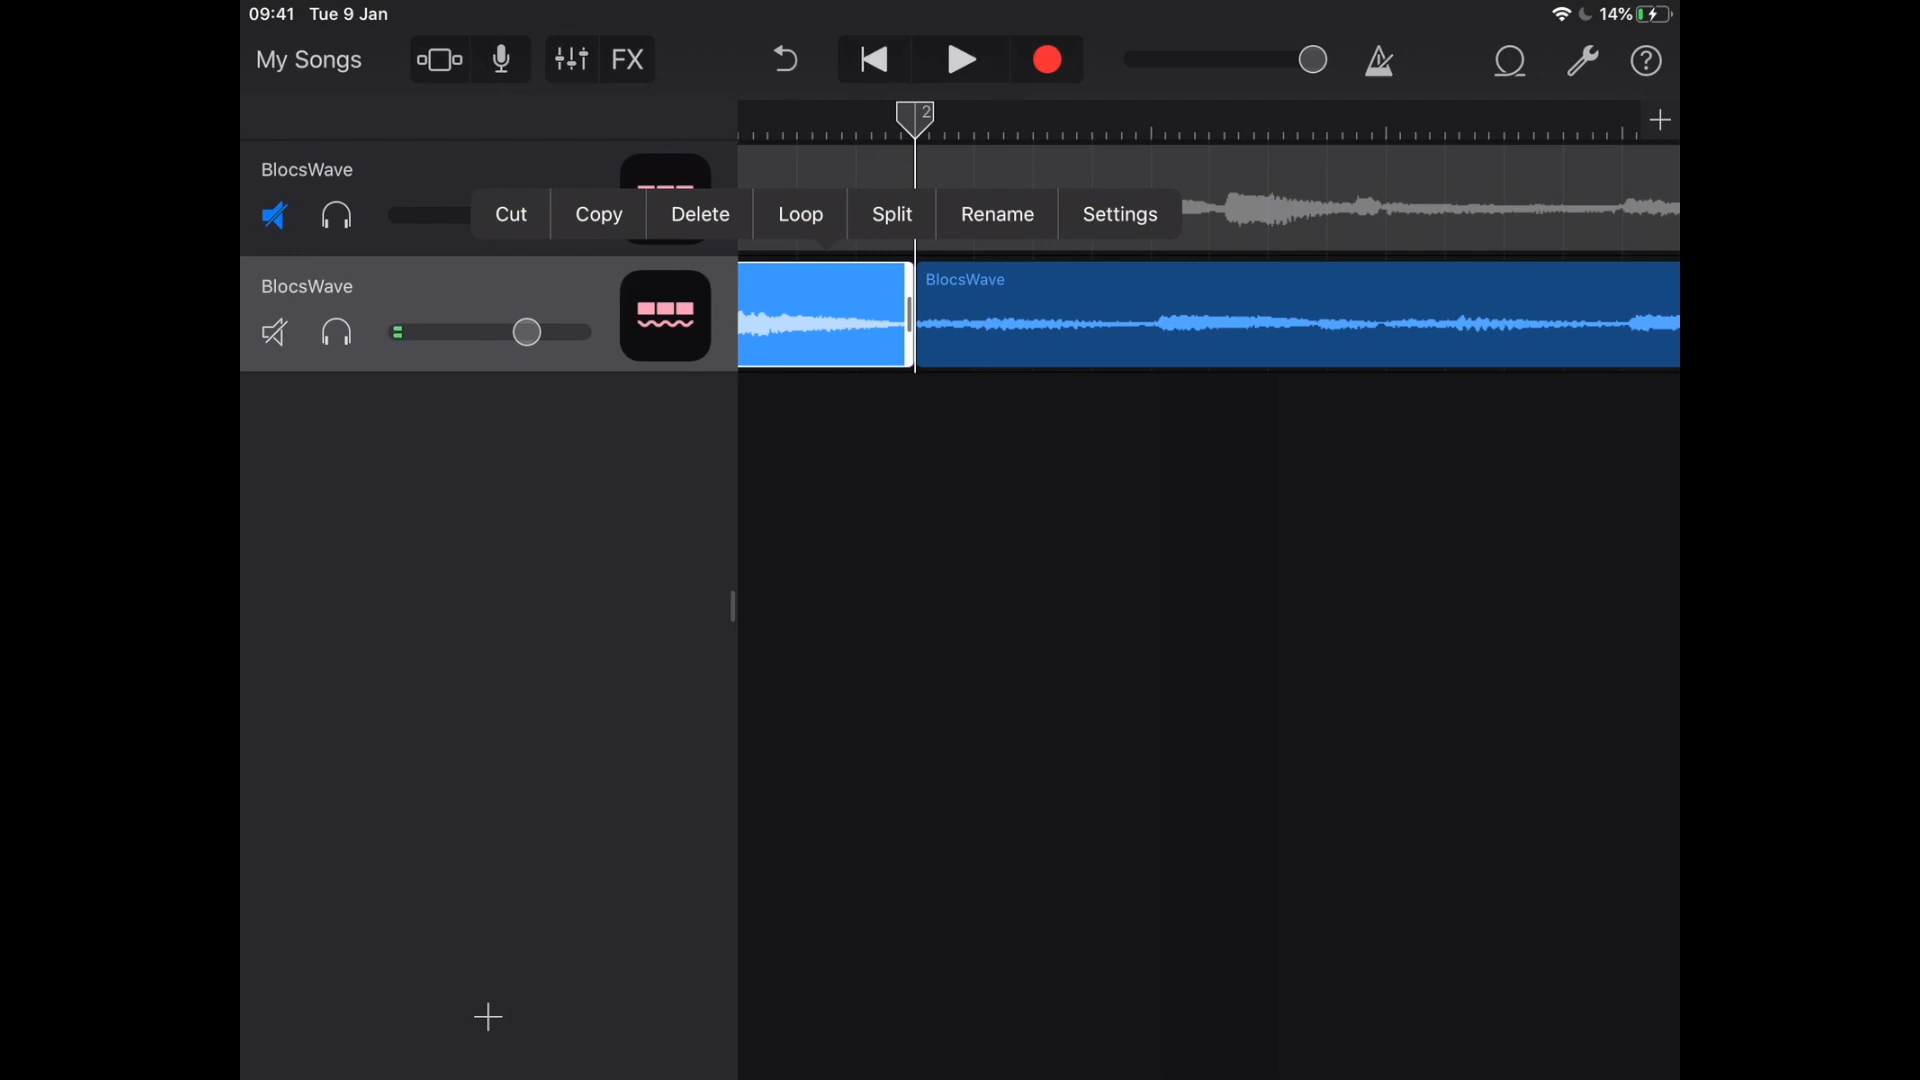 09:41 Tue 9 Jan
14%
My Songs
FX
2
BlocsWave
Cut
Copy
Delete
Loop
Split
Rename
Settings
BlocsWave
BlocsWave